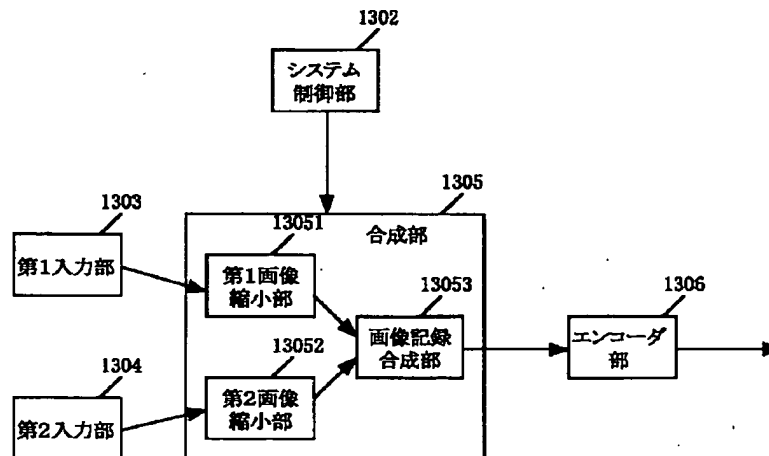 1302
システム
制御部
1303
第1入力部
1305
合成部
13051
第1画像
縮小部
13053
画像記録
合成部
1306
エンコーダ
部
1304
第2入力部
13052
第2画像
縮小部